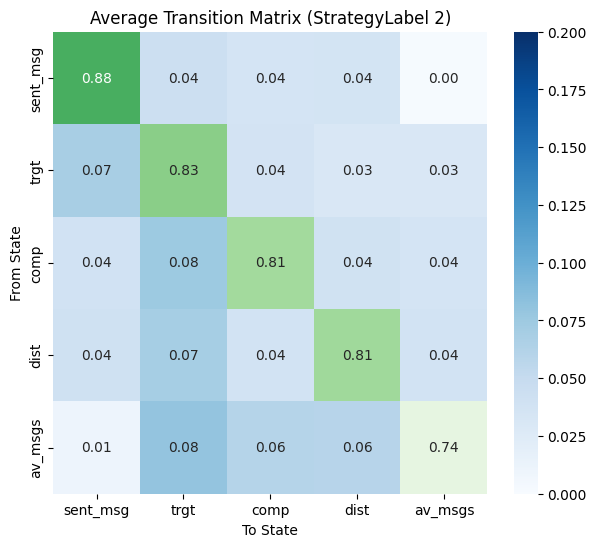 Average Transition Matrix (StrategyLabel 2)
sent_msg 0.88 0.04 0.04 0.04 0.00
trgt 0.07 0.83 0.04 0.03 0.03
comp 0.04 0.08 0.81 0.04 0.04
dist 0.04 0.07 0.04 0.81 0.04
av_msgs 0.01 0.08 0.06 0.06 0.74
From State
sent_msg trgt comp dist av_msgs
To State
0.200
0.175
0.150
0.125
0.100
0.075
0.050
0.025
0.000